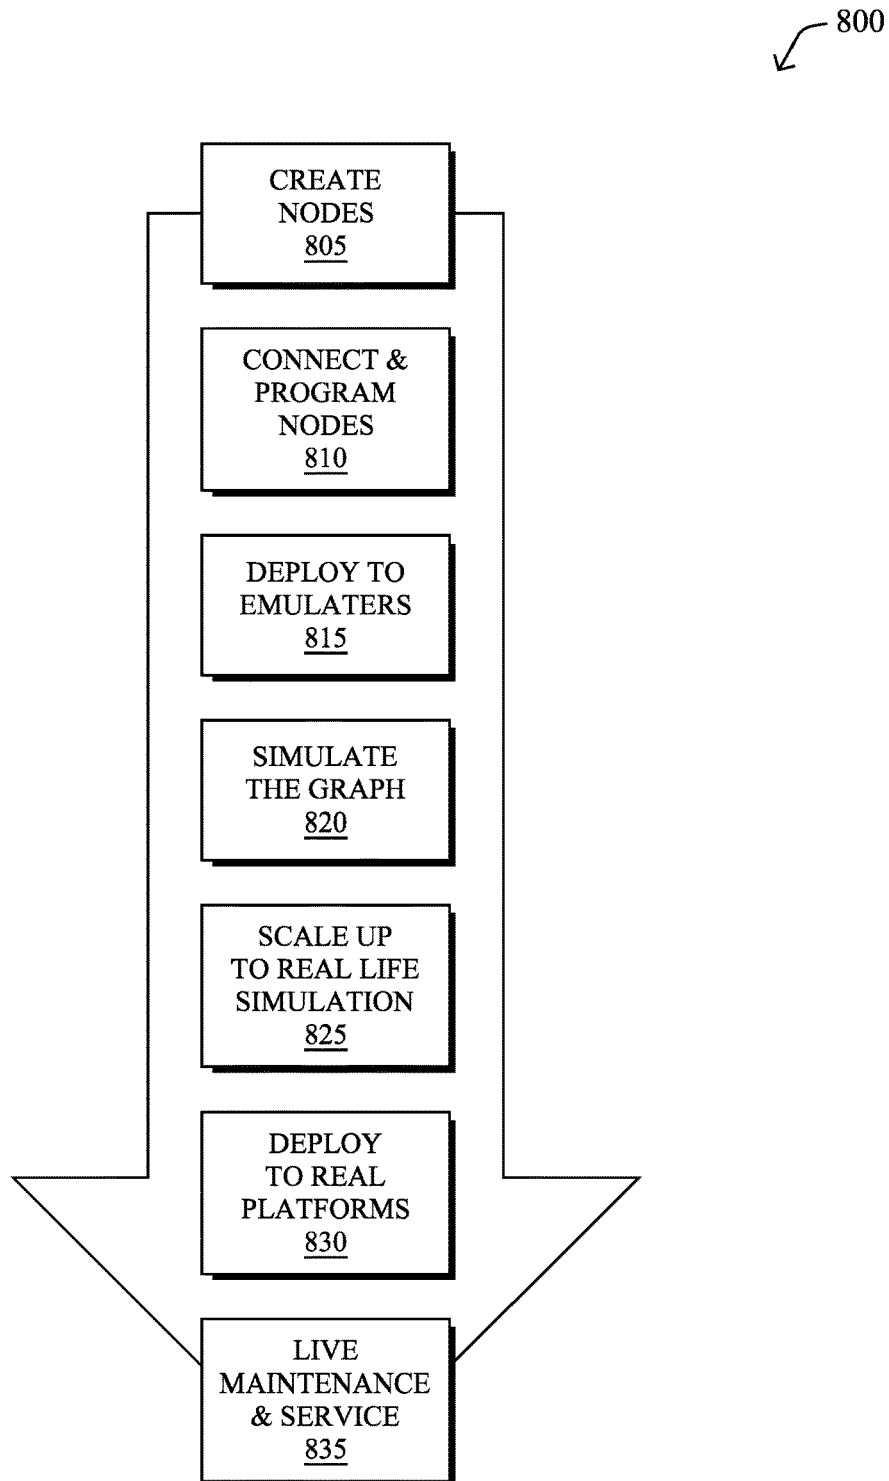 800
CREATE
NODES
805
CONNECT &
PROGRAM
NODES
810
DEPLOY TO
EMULATERS
815
SIMULATE
THE GRAPH
820
SCALE UP
TO REAL LIFE
SIMULATION
825
DEPLOY
TO REAL
PLATFORMS
830
LIVE
MAINTENANCE
& SERVICE
835